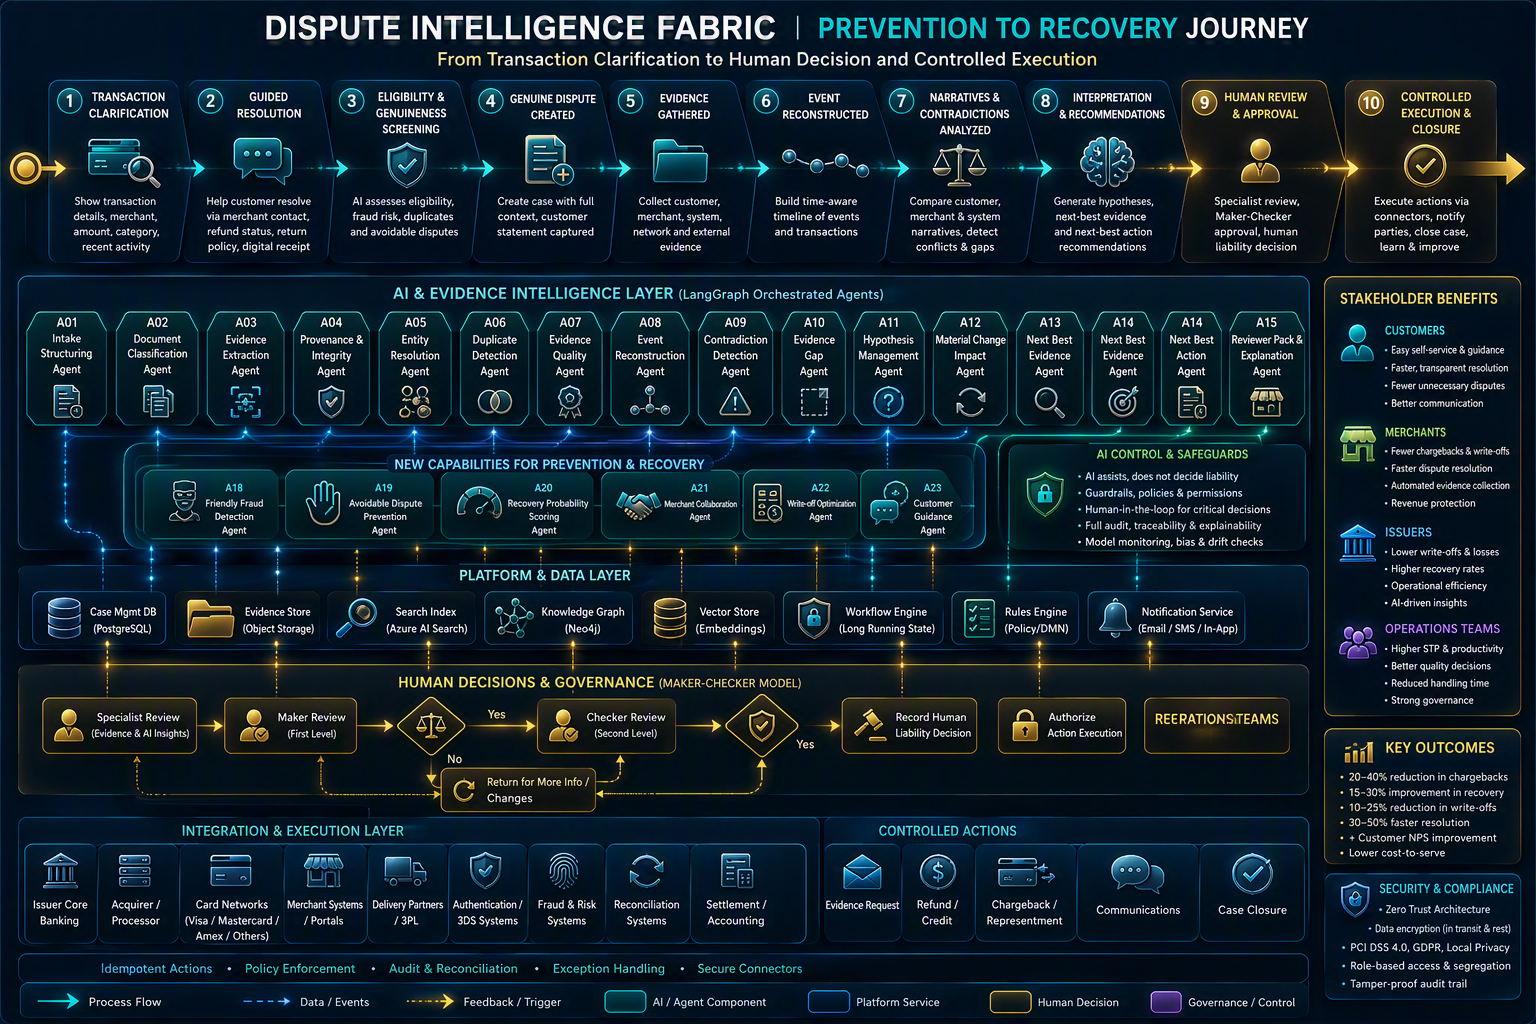 DISPUTE INTELLIGENCE FABRIC | PREVENTION TO RECOVERY JOURNEY
From Transaction Clarification to Human Decision and Controlled Execution
1 TRANSACTION
CLARIFICATION
Show transaction
details, merchant,
amount, category,
recent activity
2 GUIDED
RESOLUTION
Help customer resolve
via merchant contact,
refund status, return
policy, digital receipt
3 ELIGIBILITY &
GENUINENESS
SCREENING
AI assesses eligibility,
fraud risk, duplicates
and avoidable disputes
4 GENUINE DISPUTE
CREATED
Create case with full
context, customer
statement captured
5 EVIDENCE
GATHERED
Collect customer,
merchant, system,
network and external
evidence
6 EVENT
RECONSTRUCTED
Build time-aware
timeline of events
and transactions
7 NARRATIVES &
CONTRADICTIONS
ANALYZED
Compare customer,
merchant & system
narratives, detect
conflicts & gaps
8 INTERPRETATION
& RECOMMENDATIONS
Generate hypotheses,
next-best evidence
and next-best action
recommendations
9 HUMAN REVIEW
& APPROVAL
Specialist review,
Maker-Checker
approval, human
liability decision
10 CONTROLLED
EXECUTION &
CLOSURE
Execute actions via
connectors, notify
parties, close case,
learn & improve
AI & EVIDENCE INTELLIGENCE LAYER (LangGraph Orchestrated Agents)
A01
Intake
Structuring
Agent
A02
Document
Classification
Agent
A03
Evidence
Extraction
Agent
A04
Provenance &
Integrity
Agent
A05
Entity
Resolution
Agent
A06
Duplicate
Detection
Agent
A07
Evidence
Quality
Agent
A08
Event
Reconstruction
Agent
A09
Contradiction
Detection
Agent
A10
Evidence
Gap
Agent
A11
Hypothesis
Management
Agent
A12
Material Change
Impact
Agent
A13
Next Best
Evidence
Agent
A14
Next Best
Evidence
Agent
A14
Next Best
Action
Agent
A15
Reviewer Pack &
Explanation
Agent
NEW CAPABILITIES FOR PREVENTION & RECOVERY
A18
Friendly Fraud
Detection
Agent
A19
Avoidable Dispute
Prevention
Agent
A20
Recovery Probability
Scoring
Agent
A21
Merchant Collaboration
Agent
A22
Write-off Optimization
Agent
A23
Customer
Guidance
Agent
AI CONTROL & SAFEGUARDS
• AI assists, does not decide liability
• Guardrails, policies & permissions
• Human-in-the-loop for critical decisions
• Full audit, traceability & explainability
• Model monitoring, bias & drift checks
PLATFORM & DATA LAYER
Case Mgmt DB
(PostgreSQL)
Evidence Store
(Object Storage)
Search Index
(Azure AI Search)
Knowledge Graph
(Neo4j)
Vector Store
(Embeddings)
Workflow Engine
(Long Running State)
Rules Engine
(Policy/DMN)
Notification Service
(Email / SMS / In-App)
HUMAN DECISIONS & GOVERNANCE (MAKER-CHECKER MODEL)
Specialist Review
(Evidence & AI Insights)
Maker Review
(First Level)
Yes
No
Checker Review
(Second Level)
Yes
Return for More Info /
Changes
Record Human
Liability Decision
Authorize
Action Execution
REERATIONSTEAMS
INTEGRATION & EXECUTION LAYER
Issuer Core
Banking
Acquirer /
Processor
Card Networks
(Visa / Mastercard /
Amex / Others)
Merchant Systems
/ Portals
Delivery Partners
/ 3PL
Authentication /
3DS Systems
Fraud & Risk
Systems
Reconciliation
Systems
Settlement /
Accounting
CONTROLLED ACTIONS
Evidence Request
Refund /
Credit
Chargeback /
Representment
Communications
Case Closure
Idempotent Actions • Policy Enforcement • Audit & Reconciliation • Exception Handling • Secure Connectors
Process Flow
Data / Events
Feedback / Trigger
AI / Agent Component
Platform Service
Human Decision
Governance / Control
STAKEHOLDER BENEFITS
CUSTOMERS
• Easy self-service & guidance
• Faster, transparent resolution
• Fewer unnecessary disputes
• Better communication
MERCHANTS
• Fewer chargebacks & write-offs
• Faster dispute resolution
• Automated evidence collection
• Revenue protection
ISSUERS
• Lower write-offs & losses
• Higher recovery rates
• Operational efficiency
• AI-driven insights
OPERATIONS TEAMS
• Higher STP & productivity
• Better quality decisions
• Reduced handling time
• Strong governance
KEY OUTCOMES
• 20–40% reduction in chargebacks
• 15–30% improvement in recovery
• 10–25% reduction in write-offs
• 30–50% faster resolution
• + Customer NPS improvement
• Lower cost-to-serve
SECURITY & COMPLIANCE
• Zero Trust Architecture
• Data encryption (in transit & rest)
• PCI DSS 4.0, GDPR, Local Privacy
• Role-based access & segregation
• Tamper-proof audit trail